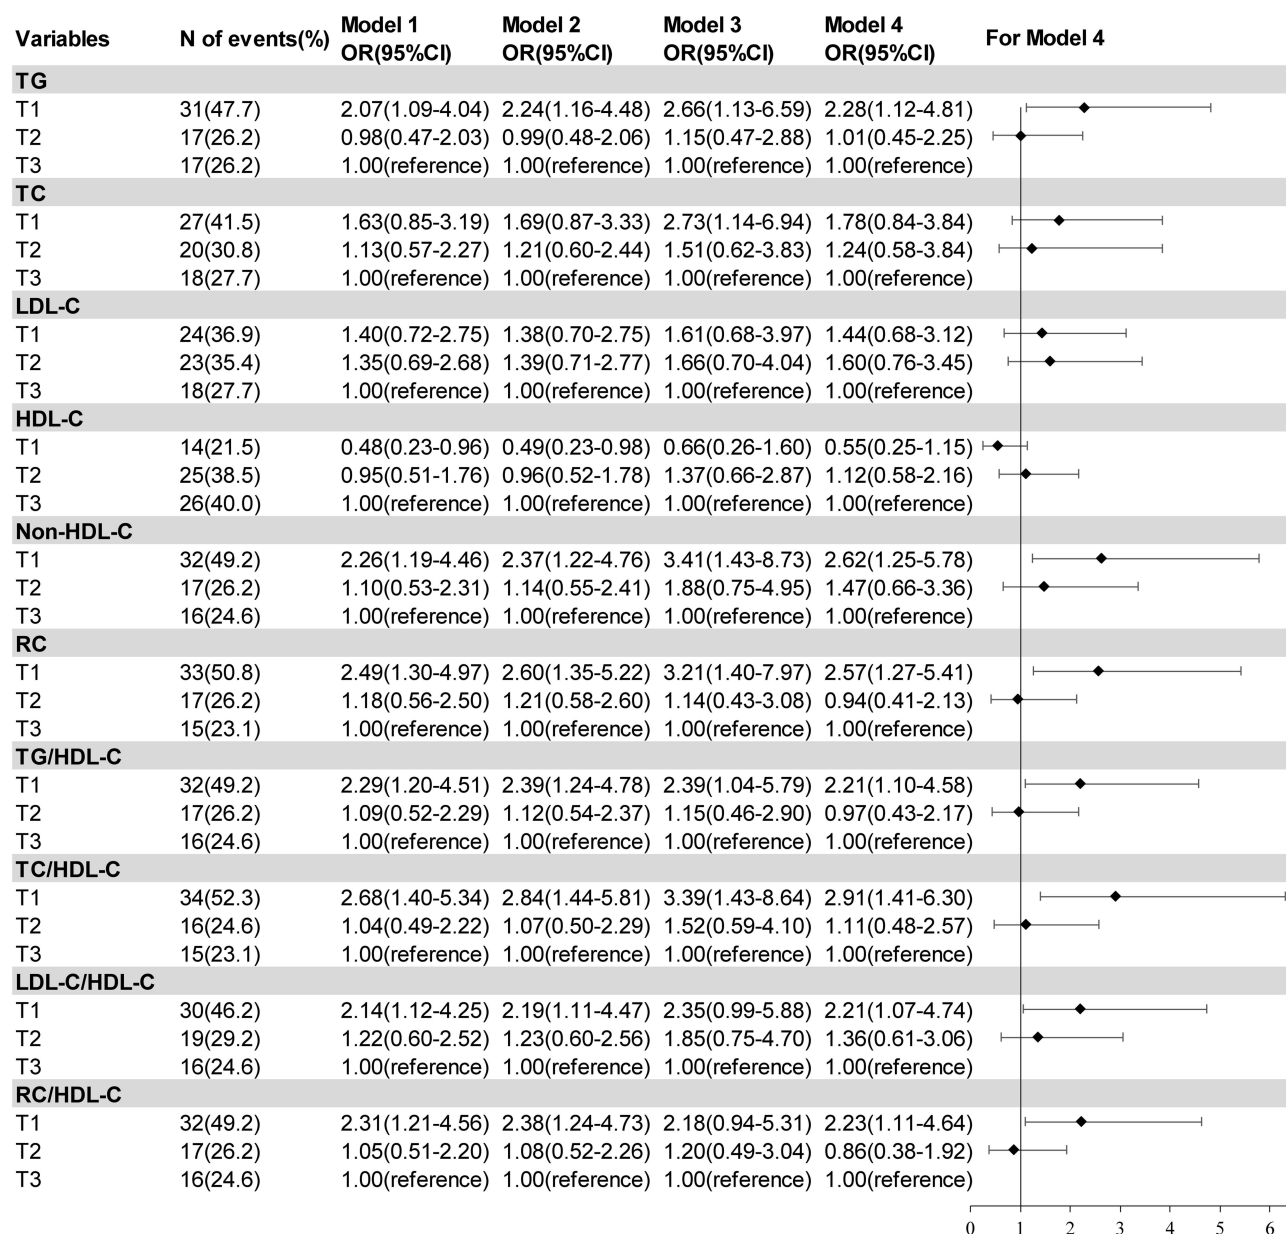 Variables N of events(%) Model 1 OR(95%CI) Model 2 OR(95%CI) Model 3 OR(95%CI) Model 4 OR(95%CI) For Model 4
TG
T1 31(47.7) 2.07(1.09-4.04) 2.24(1.16-4.48) 2.66(1.13-6.59) 2.28(1.12-4.81)
T2 17(26.2) 0.98(0.47-2.03) 0.99(0.48-2.06) 1.15(0.47-2.88) 1.01(0.45-2.25)
T3 17(26.2) 1.00(reference) 1.00(reference) 1.00(reference) 1.00(reference)
TC
T1 27(41.5) 1.63(0.85-3.19) 1.69(0.87-3.33) 2.73(1.14-6.94) 1.78(0.84-3.84)
T2 20(30.8) 1.13(0.57-2.27) 1.21(0.60-2.44) 1.51(0.62-3.83) 1.24(0.58-3.84)
T3 18(27.7) 1.00(reference) 1.00(reference) 1.00(reference) 1.00(reference)
LDL-C
T1 24(36.9) 1.40(0.72-2.75) 1.38(0.70-2.75) 1.61(0.68-3.97) 1.44(0.68-3.12)
T2 23(35.4) 1.35(0.69-2.68) 1.39(0.71-2.77) 1.66(0.70-4.04) 1.60(0.76-3.45)
T3 18(27.7) 1.00(reference) 1.00(reference) 1.00(reference) 1.00(reference)
HDL-C
T1 14(21.5) 0.48(0.23-0.96) 0.49(0.23-0.98) 0.66(0.26-1.60) 0.55(0.25-1.15)
T2 25(38.5) 0.95(0.51-1.76) 0.96(0.52-1.78) 1.37(0.66-2.87) 1.12(0.58-2.16)
T3 26(40.0) 1.00(reference) 1.00(reference) 1.00(reference) 1.00(reference)
Non-HDL-C
T1 32(49.2) 2.26(1.19-4.46) 2.37(1.22-4.76) 3.41(1.43-8.73) 2.62(1.25-5.78)
T2 17(26.2) 1.10(0.53-2.31) 1.14(0.55-2.41) 1.88(0.75-4.95) 1.47(0.66-3.36)
T3 16(24.6) 1.00(reference) 1.00(reference) 1.00(reference) 1.00(reference)
RC
T1 33(50.8) 2.49(1.30-4.97) 2.60(1.35-5.22) 3.21(1.40-7.97) 2.57(1.27-5.41)
T2 17(26.2) 1.18(0.56-2.50) 1.21(0.58-2.60) 1.14(0.43-3.08) 0.94(0.41-2.13)
T3 15(23.1) 1.00(reference) 1.00(reference) 1.00(reference) 1.00(reference)
TG/HDL-C
T1 32(49.2) 2.29(1.20-4.51) 2.39(1.24-4.78) 2.39(1.04-5.79) 2.21(1.10-4.58)
T2 17(26.2) 1.09(0.52-2.29) 1.12(0.54-2.37) 1.15(0.46-2.90) 0.97(0.43-2.17)
T3 16(24.6) 1.00(reference) 1.00(reference) 1.00(reference) 1.00(reference)
TC/HDL-C
T1 34(52.3) 2.68(1.40-5.34) 2.84(1.44-5.81) 3.39(1.43-8.64) 2.91(1.41-6.30)
T2 16(24.6) 1.04(0.49-2.22) 1.07(0.50-2.29) 1.52(0.59-4.10) 1.11(0.48-2.57)
T3 15(23.1) 1.00(reference) 1.00(reference) 1.00(reference) 1.00(reference)
LDL-C/HDL-C
T1 30(46.2) 2.14(1.12-4.25) 2.19(1.11-4.47) 2.35(0.99-5.88) 2.21(1.07-4.74)
T2 19(29.2) 1.22(0.60-2.52) 1.23(0.60-2.56) 1.85(0.75-4.70) 1.36(0.61-3.06)
T3 16(24.6) 1.00(reference) 1.00(reference) 1.00(reference) 1.00(reference)
RC/HDL-C
T1 32(49.2) 2.31(1.21-4.56) 2.38(1.24-4.73) 2.18(0.94-5.31) 2.23(1.11-4.64)
T2 17(26.2) 1.05(0.51-2.20) 1.08(0.52-2.26) 1.20(0.49-3.04) 0.86(0.38-1.92)
T3 16(24.6) 1.00(reference) 1.00(reference) 1.00(reference) 1.00(reference)
0 1 2 3 4 5 6